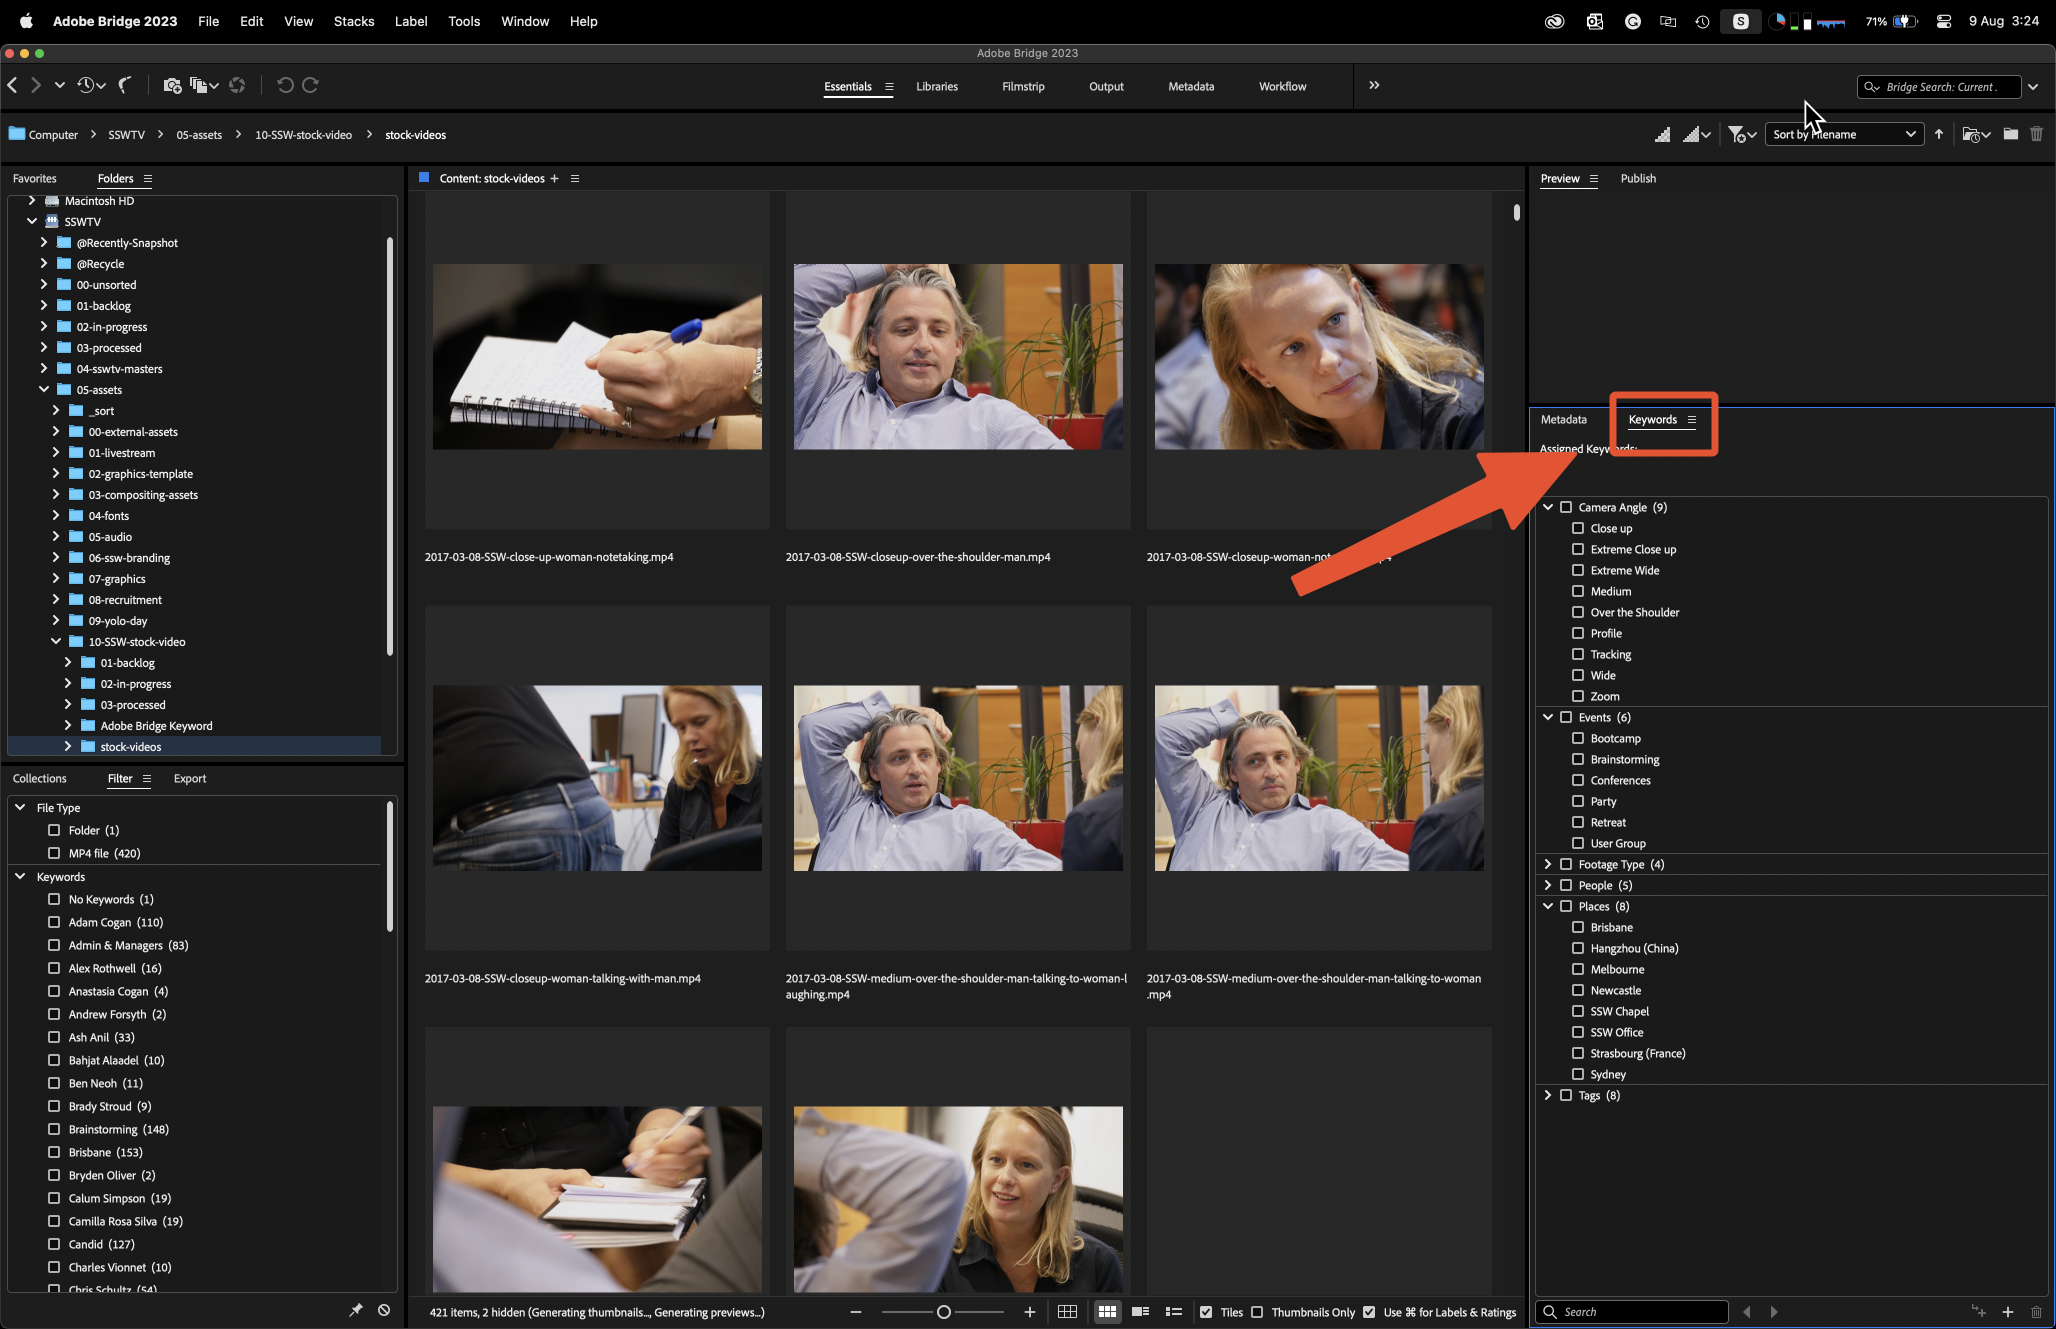 Adobe Bridge 2023 File Edit View Stacks Label Tools Window Help
S 71% 9 Aug 3:24
Adobe Bridge 2023
Essentials Libraries Filmstrip Output Metadata Workflow
Bridge Search: Current .
Computer SSWTV 05-assets 10-SSW-stock-video stock-videos
Sort by Filename
Favorites Folders
Macintosh HD
SSWTV
@Recently-Snapshot
@Recycle
00-unsorted
01-backlog
02-in-progress
03-processed
04-sswtv-masters
05-assets
_sort
00-external-assets
01-livestream
02-graphics-template
03-compositing-assets
04-fonts
05-audio
06-ssw-branding
07-graphics
08-recruitment
09-yolo-day
10-SSW-stock-video
01-backlog
02-in-progress
03-processed
Adobe Bridge Keyword
stock-videos
Collections Filter Export
File Type
Folder (1)
MP4 file (420)
Keywords
No Keywords (1)
Adam Cogan (110)
Admin & Managers (83)
Alex Rothwell (16)
Anastasia Cogan (4)
Andrew Forsyth (2)
Ash Anil (33)
Bahjat Alaadel (10)
Ben Neoh (11)
Brady Stroud (9)
Brainstorming (148)
Brisbane (153)
Bryden Oliver (2)
Calum Simpson (19)
Camilla Rosa Silva (19)
Candid (127)
Charles Vionnet (10)
Chris Schultz (54)
Content: stock-videos
2017-03-08-SSW-close-up-woman-notetaking.mp4
2017-03-08-SSW-closeup-over-the-shoulder-man.mp4
2017-03-08-SSW-closeup-woman-not
2017-03-08-SSW-closeup-woman-talking-with-man.mp4
2017-03-08-SSW-medium-over-the-shoulder-man-talking-to-woman-l
aughing.mp4
2017-03-08-SSW-medium-over-the-shoulder-man-talking-to-woman
.mp4
421 items, 2 hidden (Generating thumbnails..., Generating previews...)
Tiles Thumbnails Only Use ⌘ for Labels & Ratings
Preview Publish
Metadata Keywords
Assigned Keywords:
Camera Angle (9)
Close up
Extreme Close up
Extreme Wide
Medium
Over the Shoulder
Profile
Tracking
Wide
Zoom
Events (6)
Bootcamp
Brainstorming
Conferences
Party
Retreat
User Group
Footage Type (4)
People (5)
Places (8)
Brisbane
Hangzhou (China)
Melbourne
Newcastle
SSW Chapel
SSW Office
Strasbourg (France)
Sydney
Tags (8)
Search